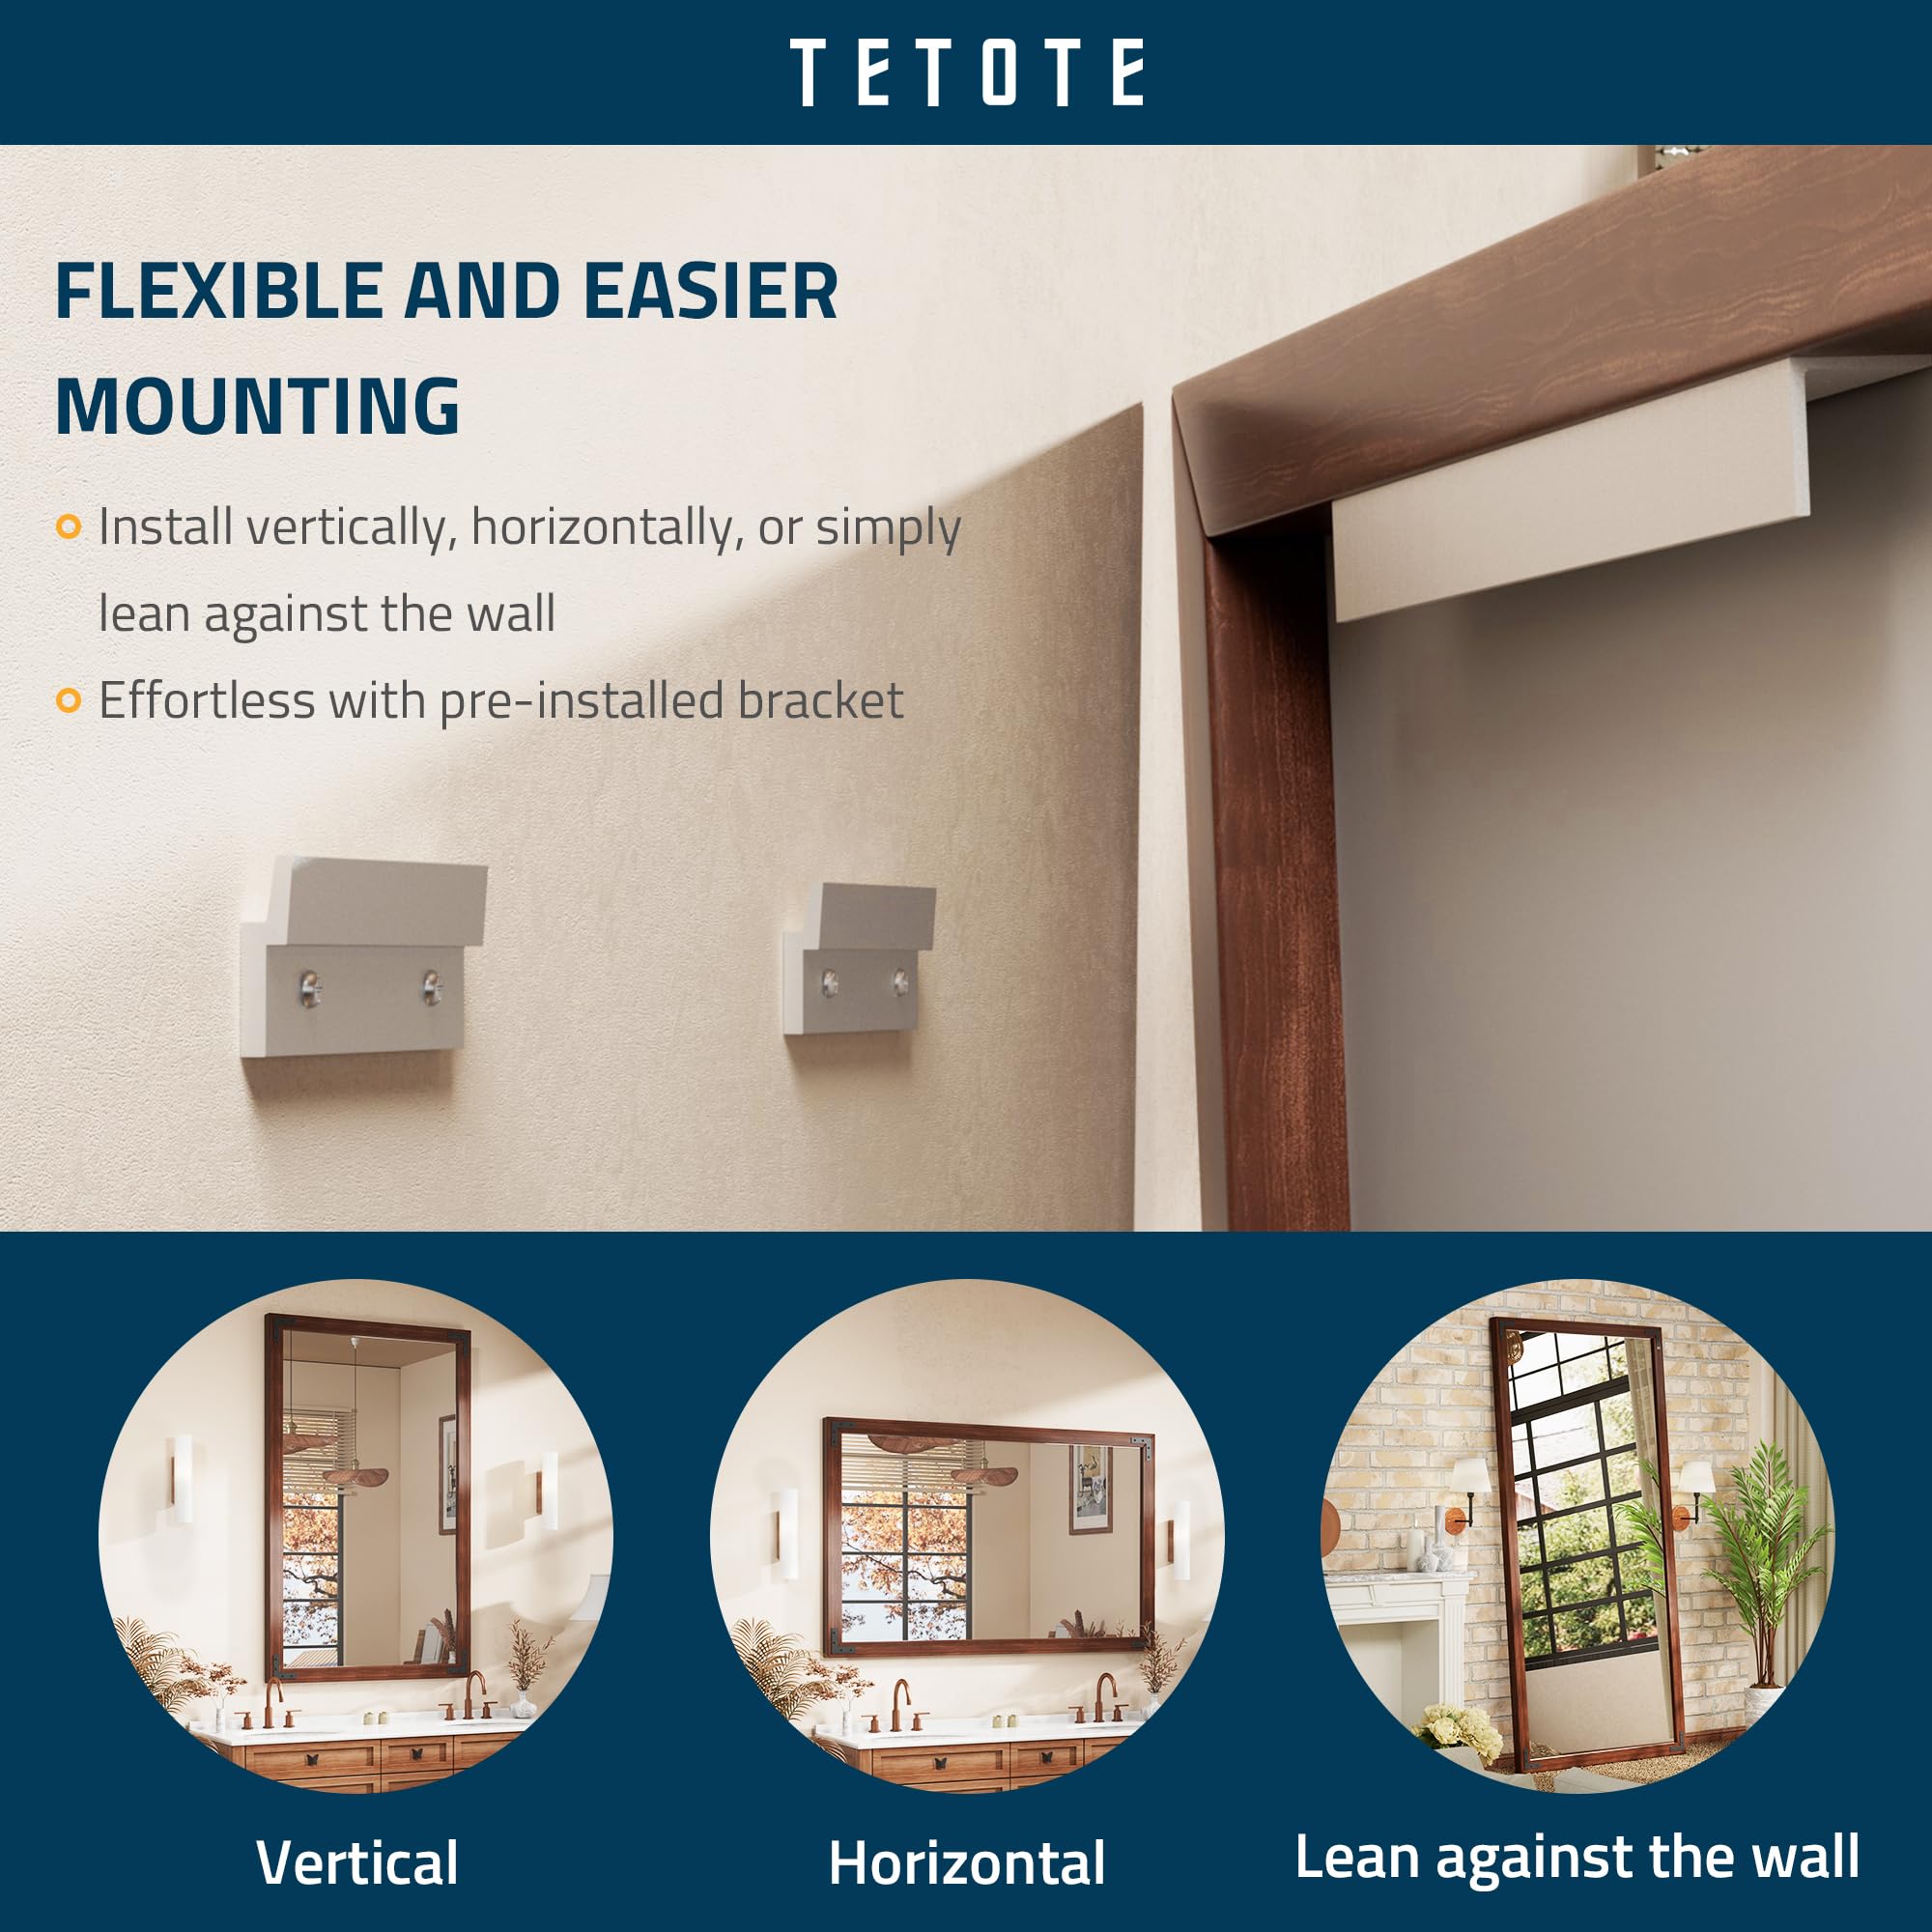 TETOTE
FLEXIBLE AND EASIER
MOUNTING
Install vertically, horizontally, or simply
lean against the wall
Effortless with pre-installed bracket
Vertical
Horizontal
Lean against the wall